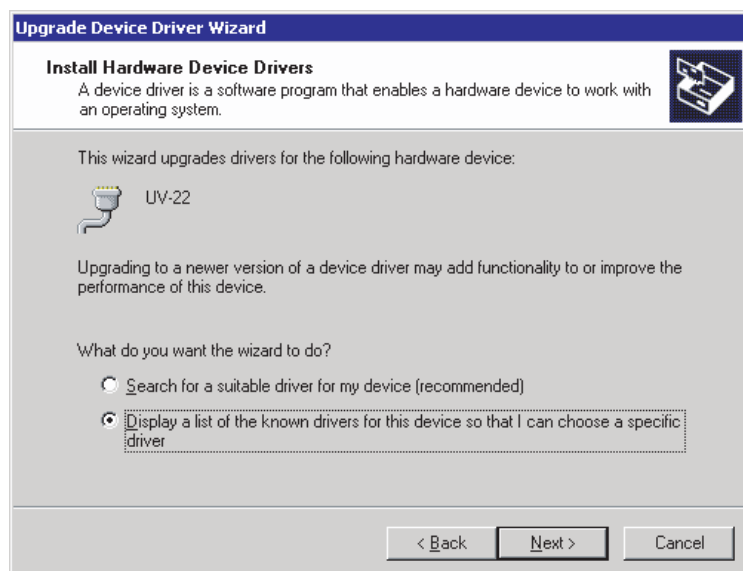 Upgrade Device Driver Wizard
Install Hardware Device Drivers
A device driver is a software program that enables a hardware device to work with
an operating system.
This wizard upgrades drivers for the following hardware device:
UV-22
Upgrading to a newer version of a device driver may add functionality to or improve the
performance of this device.
What do you want the wizard to do?
Search for a suitable driver for my device (recommended)
Display a list of the known drivers for this device so that I can choose a specific
driver
< Back Next > Cancel